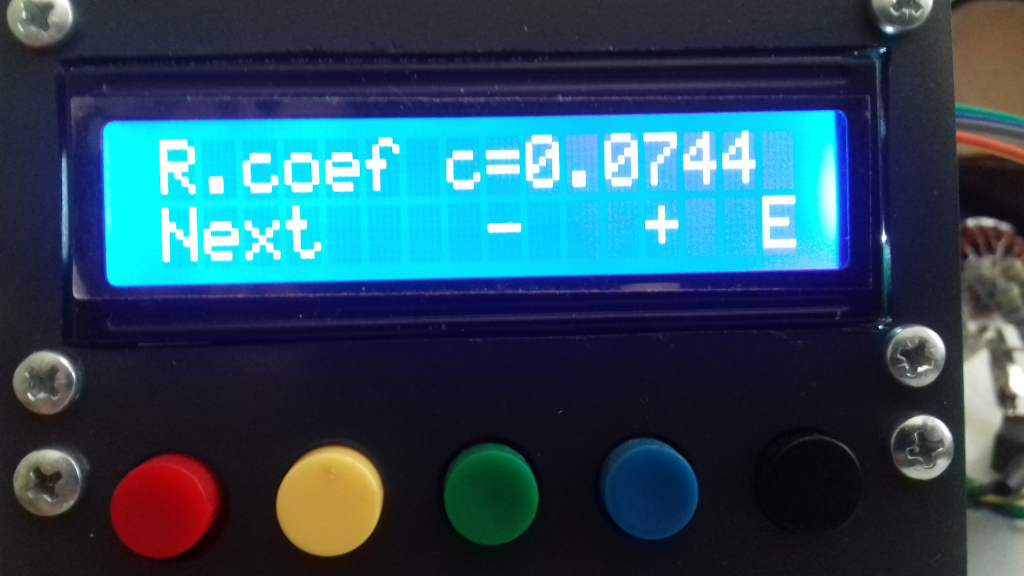 R.coef c=0.0744
Next - + E